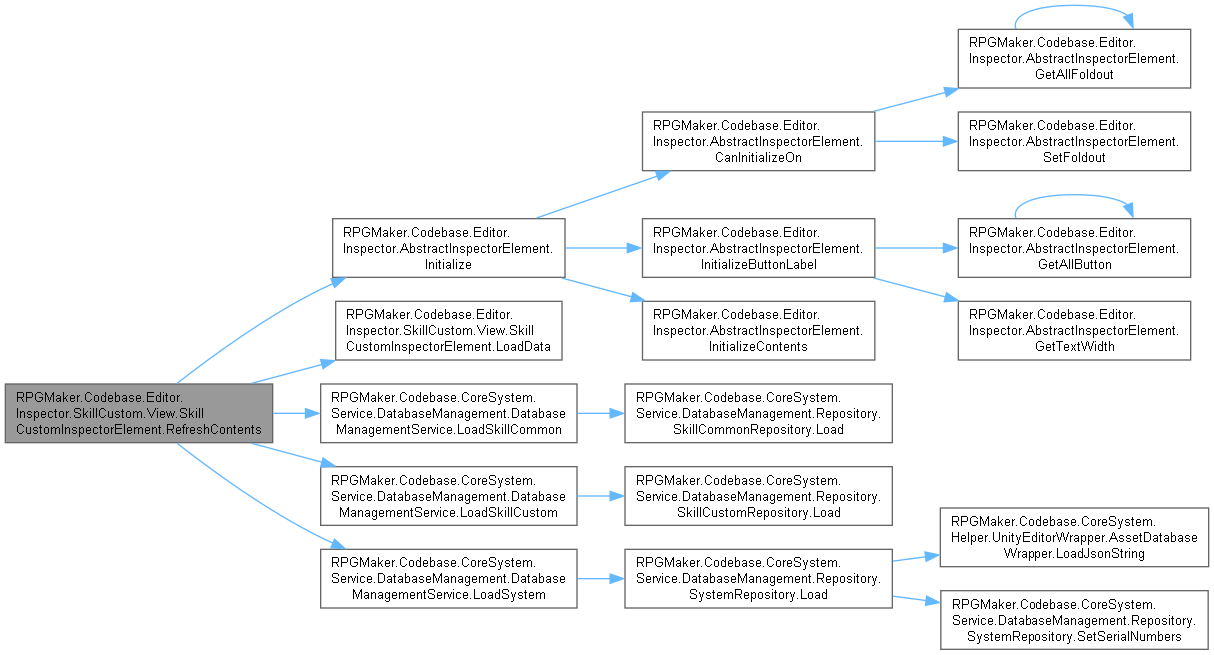 RPGMaker.Codebase.Editor.
Inspector.AbstractInspectorElement.
GetAllFoldout
RPGMaker.Codebase.Editor.
Inspector.AbstractInspectorElement.
CanInitializeOn
RPGMaker.Codebase.Editor.
Inspector.AbstractInspectorElement.
SetFoldout
RPGMaker.Codebase.Editor.
Inspector.AbstractInspectorElement.
Initialize
RPGMaker.Codebase.Editor.
Inspector.AbstractInspectorElement.
InitializeButtonLabel
RPGMaker.Codebase.Editor.
Inspector.AbstractInspectorElement.
GetAllButton
RPGMaker.Codebase.Editor.
Inspector.SkillCustom.View.Skill
CustomInspectorElement.LoadData
RPGMaker.Codebase.Editor.
Inspector.AbstractInspectorElement.
InitializeContents
RPGMaker.Codebase.Editor.
Inspector.AbstractInspectorElement.
GetTextWidth
RPGMaker.Codebase.Editor.
Inspector.SkillCustom.View.Skill
CustomInspectorElement.RefreshContents
RPGMaker.Codebase.CoreSystem.
Service.DatabaseManagement.Database
ManagementService.LoadSkillCommon
RPGMaker.Codebase.CoreSystem.
Service.DatabaseManagement.Repository.
SkillCommonRepository.Load
RPGMaker.Codebase.CoreSystem.
Service.DatabaseManagement.Database
ManagementService.LoadSkillCustom
RPGMaker.Codebase.CoreSystem.
Service.DatabaseManagement.Repository.
SkillCustomRepository.Load
RPGMaker.Codebase.CoreSystem.
Helper.UnityEditorWrapper.AssetDatabase
Wrapper.LoadJsonString
RPGMaker.Codebase.CoreSystem.
Service.DatabaseManagement.Database
ManagementService.LoadSystem
RPGMaker.Codebase.CoreSystem.
Service.DatabaseManagement.Repository.
SystemRepository.Load
RPGMaker.Codebase.CoreSystem.
Service.DatabaseManagement.Repository.
SystemRepository.SetSerialNumbers